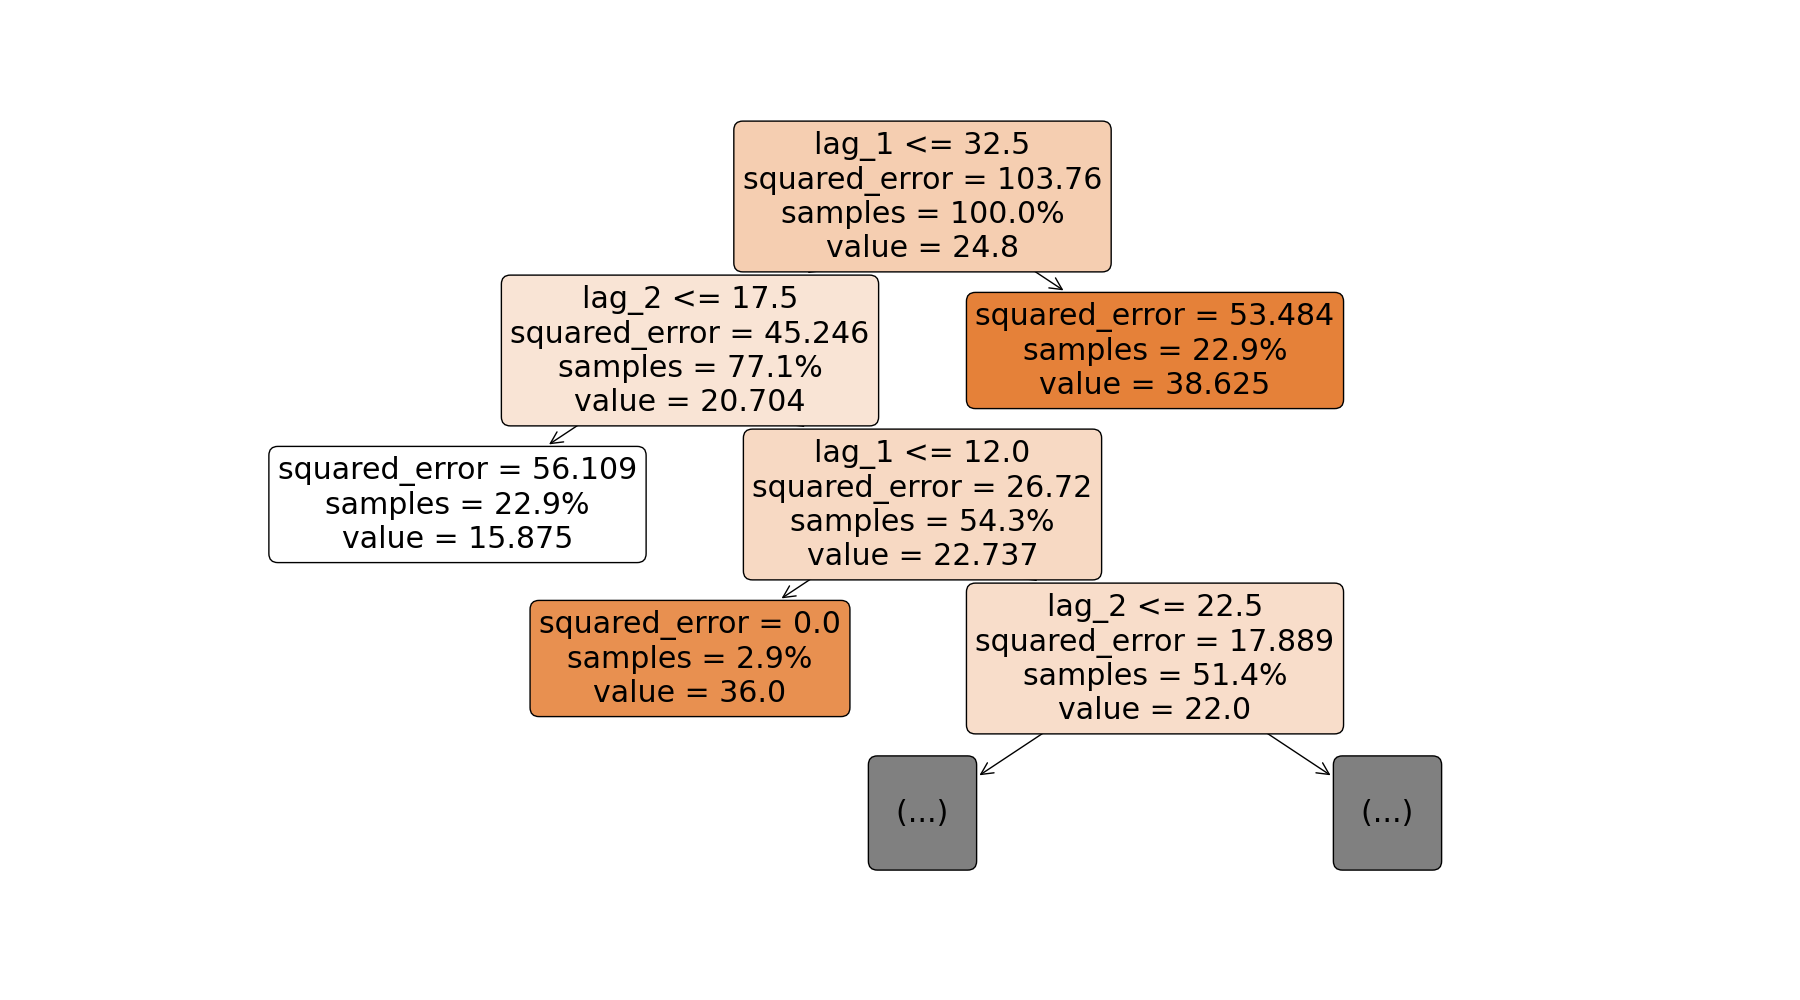 lag_1 <= 32.5
squared_error = 103.76
samples = 100.0%
value = 24.8
lag_2 <= 17.5
squared_error = 45.246
samples = 77.1%
value = 20.704
squared_error = 53.484
samples = 22.9%
value = 38.625
squared_error = 56.109
samples = 22.9%
value = 15.875
lag_1 <= 12.0
squared_error = 26.72
samples = 54.3%
value = 22.737
squared_error = 0.0
samples = 2.9%
value = 36.0
lag_2 <= 22.5
squared_error = 17.889
samples = 51.4%
value = 22.0
(...)
(...)